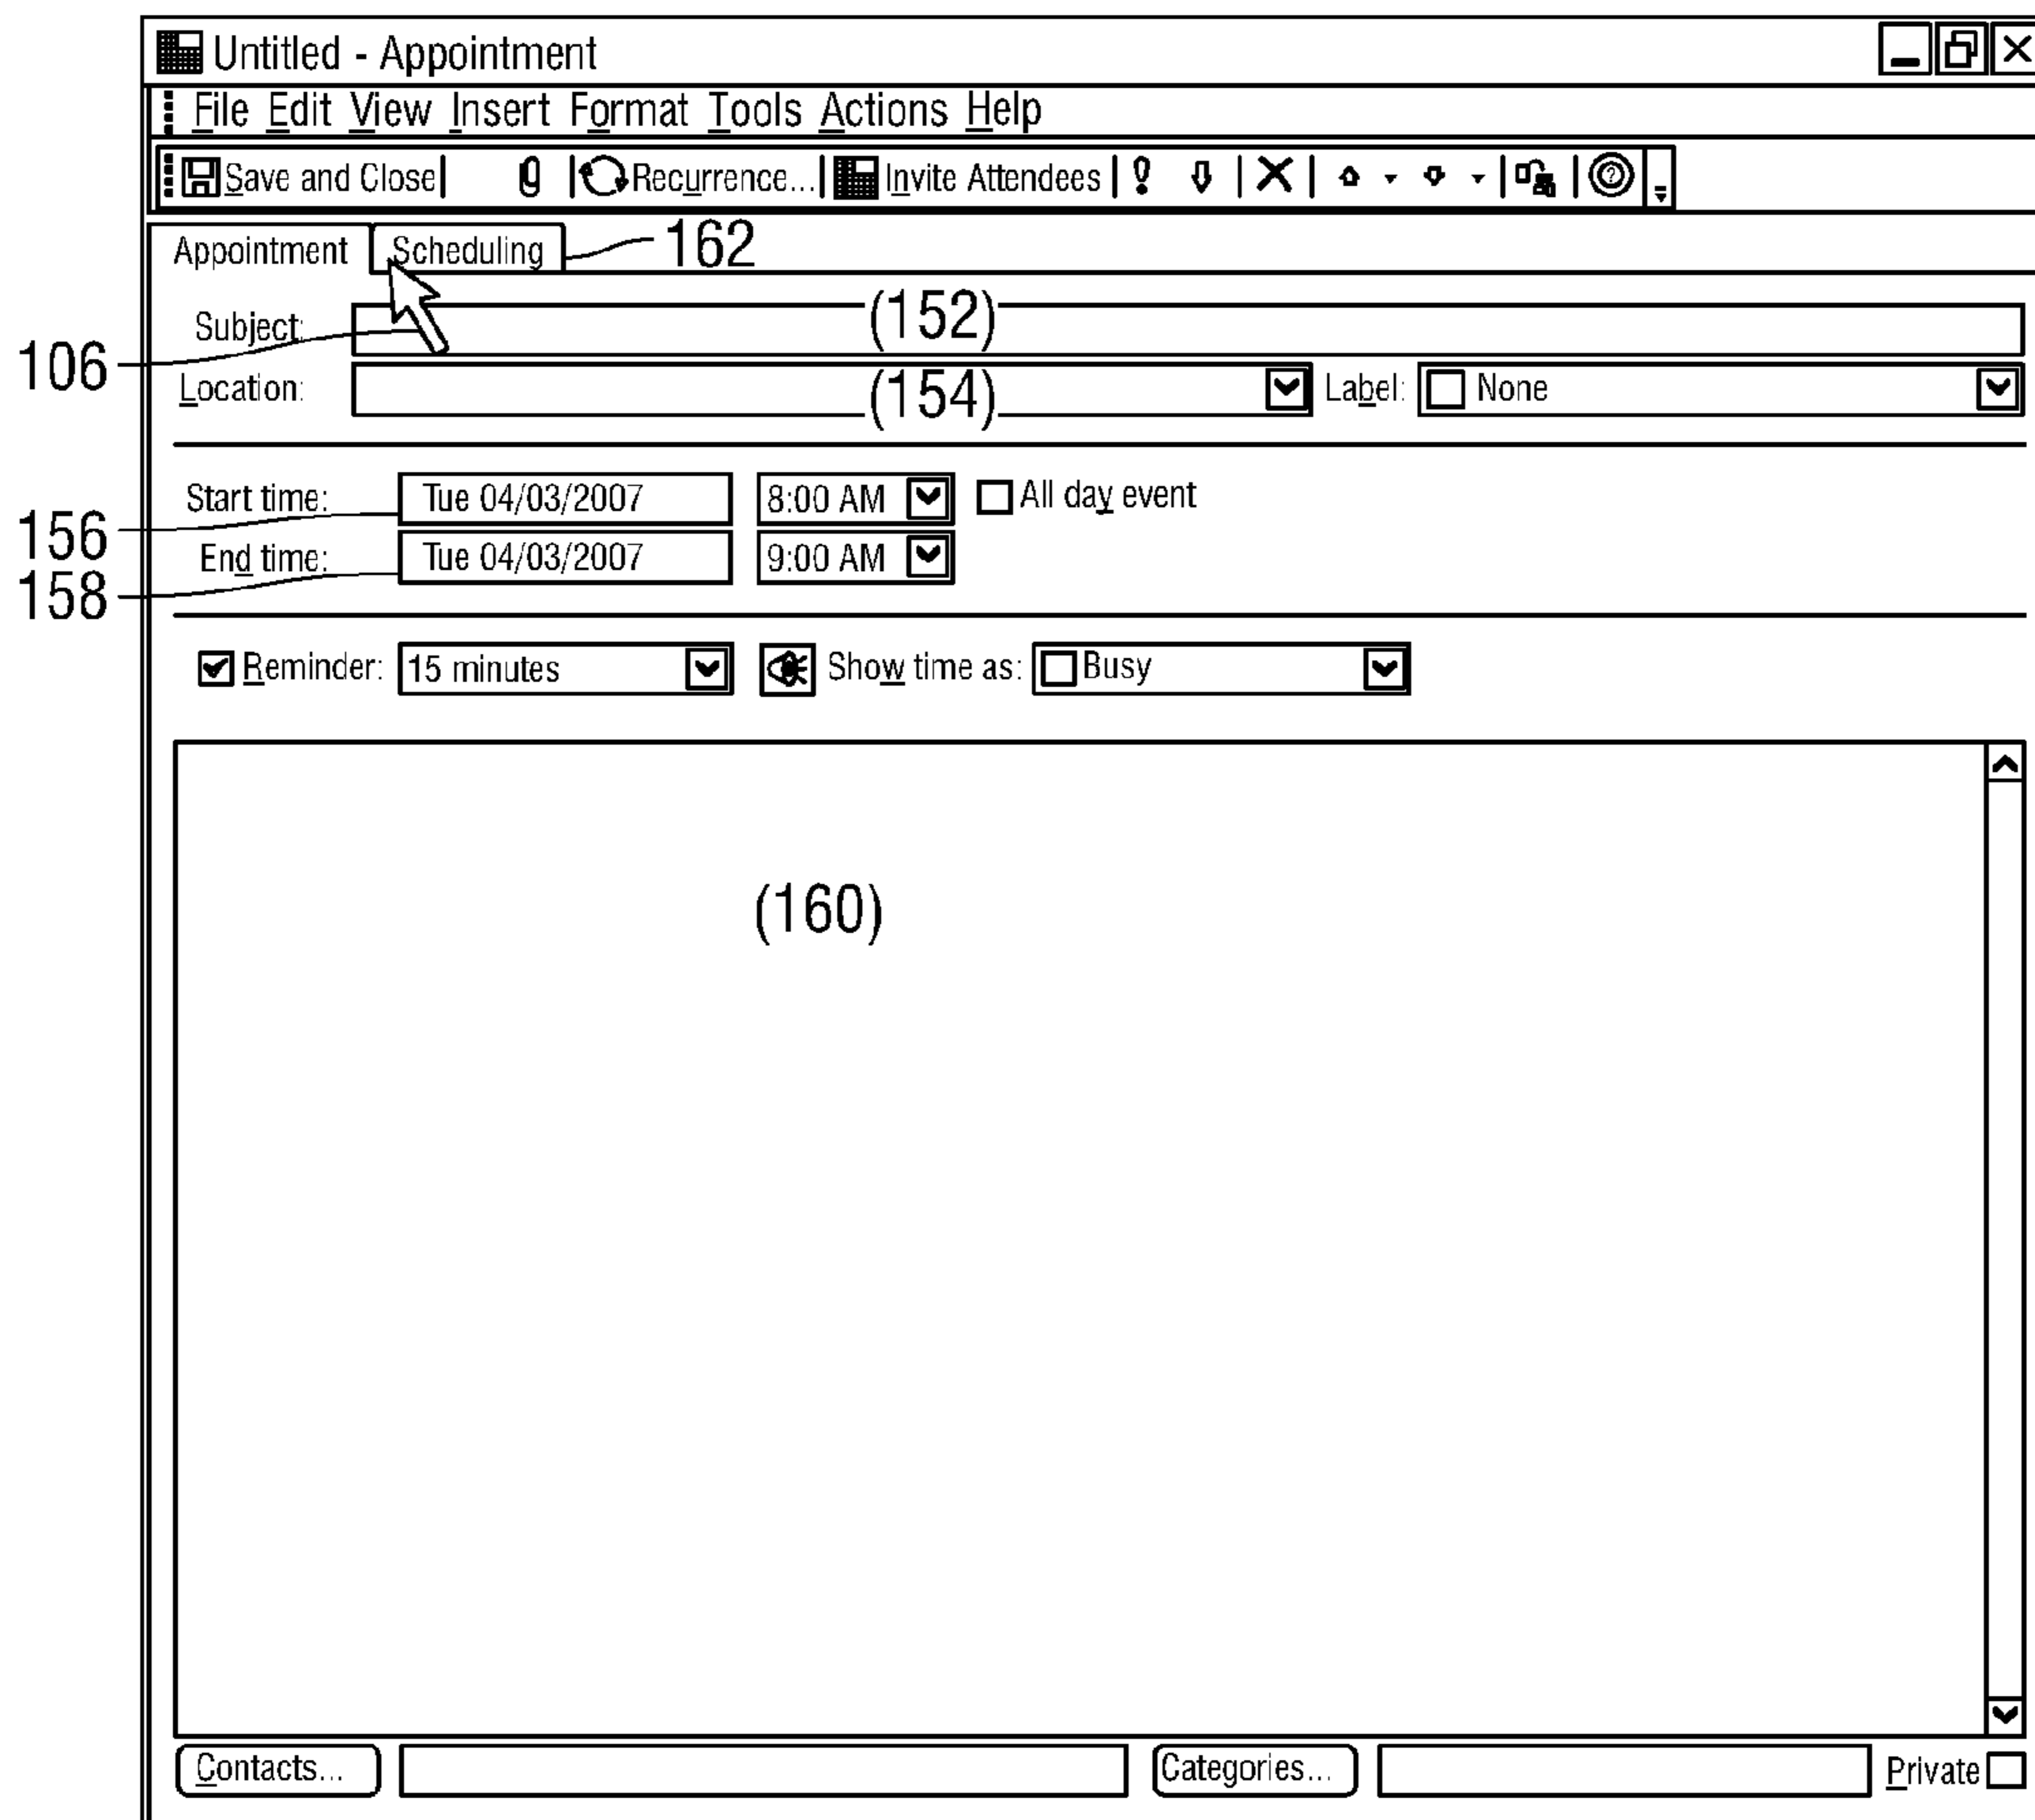 Untitled - Appointment
File Edit View Insert Format Tools Actions Help
Save and Close Recurrence... Invite Attendees
Appointment Scheduling 162
Subject: (152)
106
Location: (154) Label: None
Start time: Tue 04/03/2007 8:00 AM All day event
156
End time: Tue 04/03/2007 9:00 AM
158
Reminder: 15 minutes Show time as: Busy
(160)
Contacts... Categories... Private